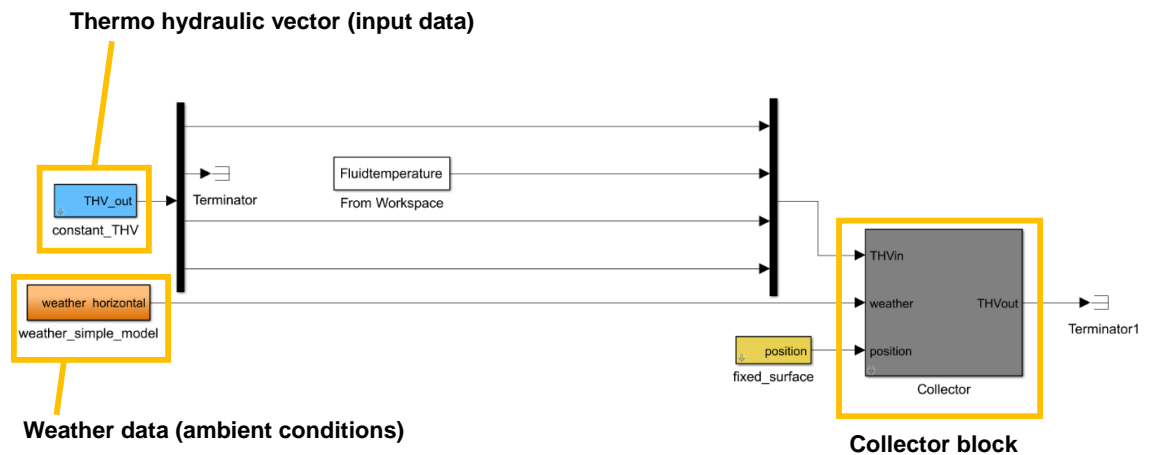 Thermo hydraulic vector (input data)
Fluidtemperature
From Workspace
Terminator
THV_out
constant_THV
THVin
weather horizontal
weather_simple_model
weather
THVout
Terminator1
position
fixed_surface
position
Collector
Weather data (ambient conditions)
Collector block